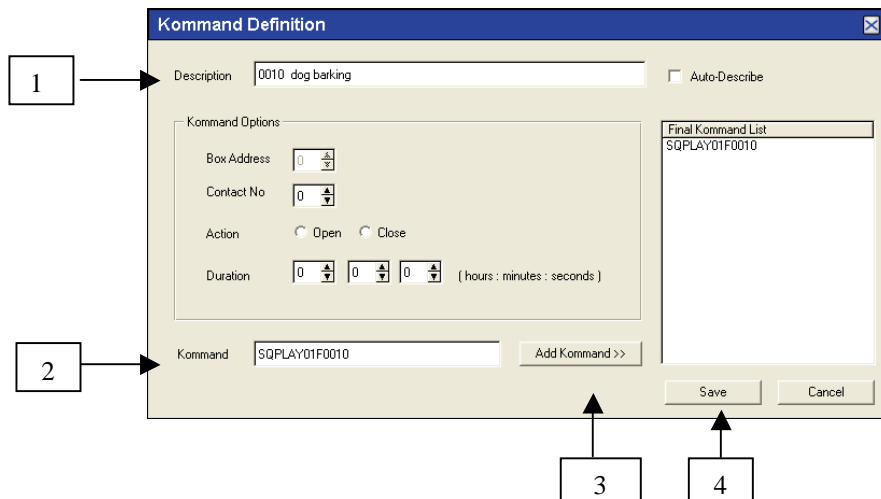 Kommand Definition
1
Description 0010 dog barking
Auto-Describe
Kommand Options
Box Address 0
Contact No 0
Action Open Close
Duration 0 0 0 ( hours : minutes : seconds )
Final Kommand List
SQPLAY01F0010
2
Kommand SQPLAY01F0010 Add Kommand >>
Save Cancel
3 4